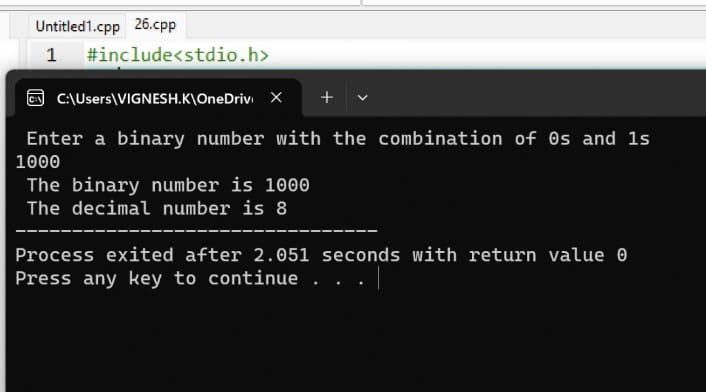 Untitled1.cpp 26.cpp
1 #include<stdio.h>
C:\Users\VIGNESH.K\OneDriv
Enter a binary number with the combination of 0s and 1s
1000
The binary number is 1000
The decimal number is 8
--------------------------------
Process exited after 2.051 seconds with return value 0
Press any key to continue . . .